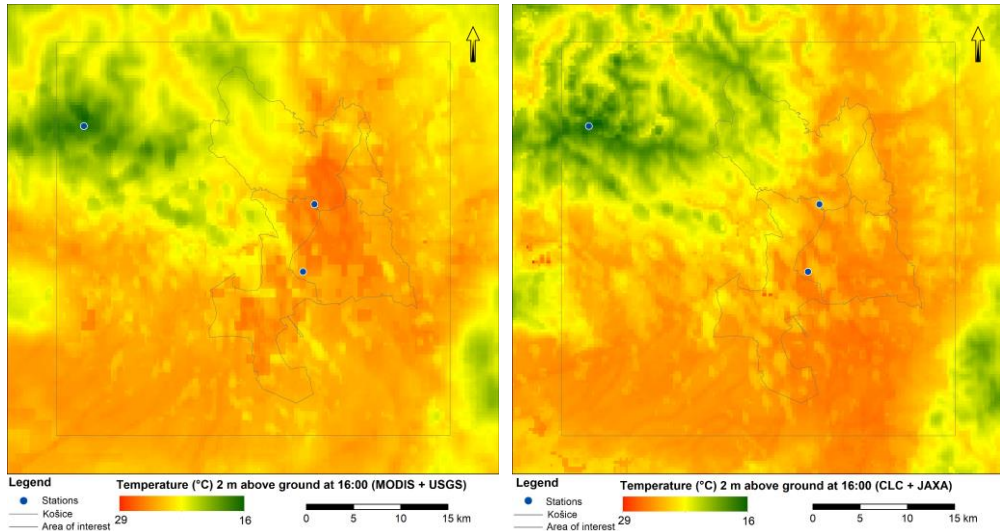 Legend
Temperature (°C) 2 m above ground at 16:00 (MODIS + USGS)
Stations
Košice
Area of interest
29
16
0
5
10
15 km
Legend
Temperature (°C) 2 m above ground at 16:00 (CLC + JAXA)
Stations
Košice
Area of interest
29
16
0
5
10
15 km